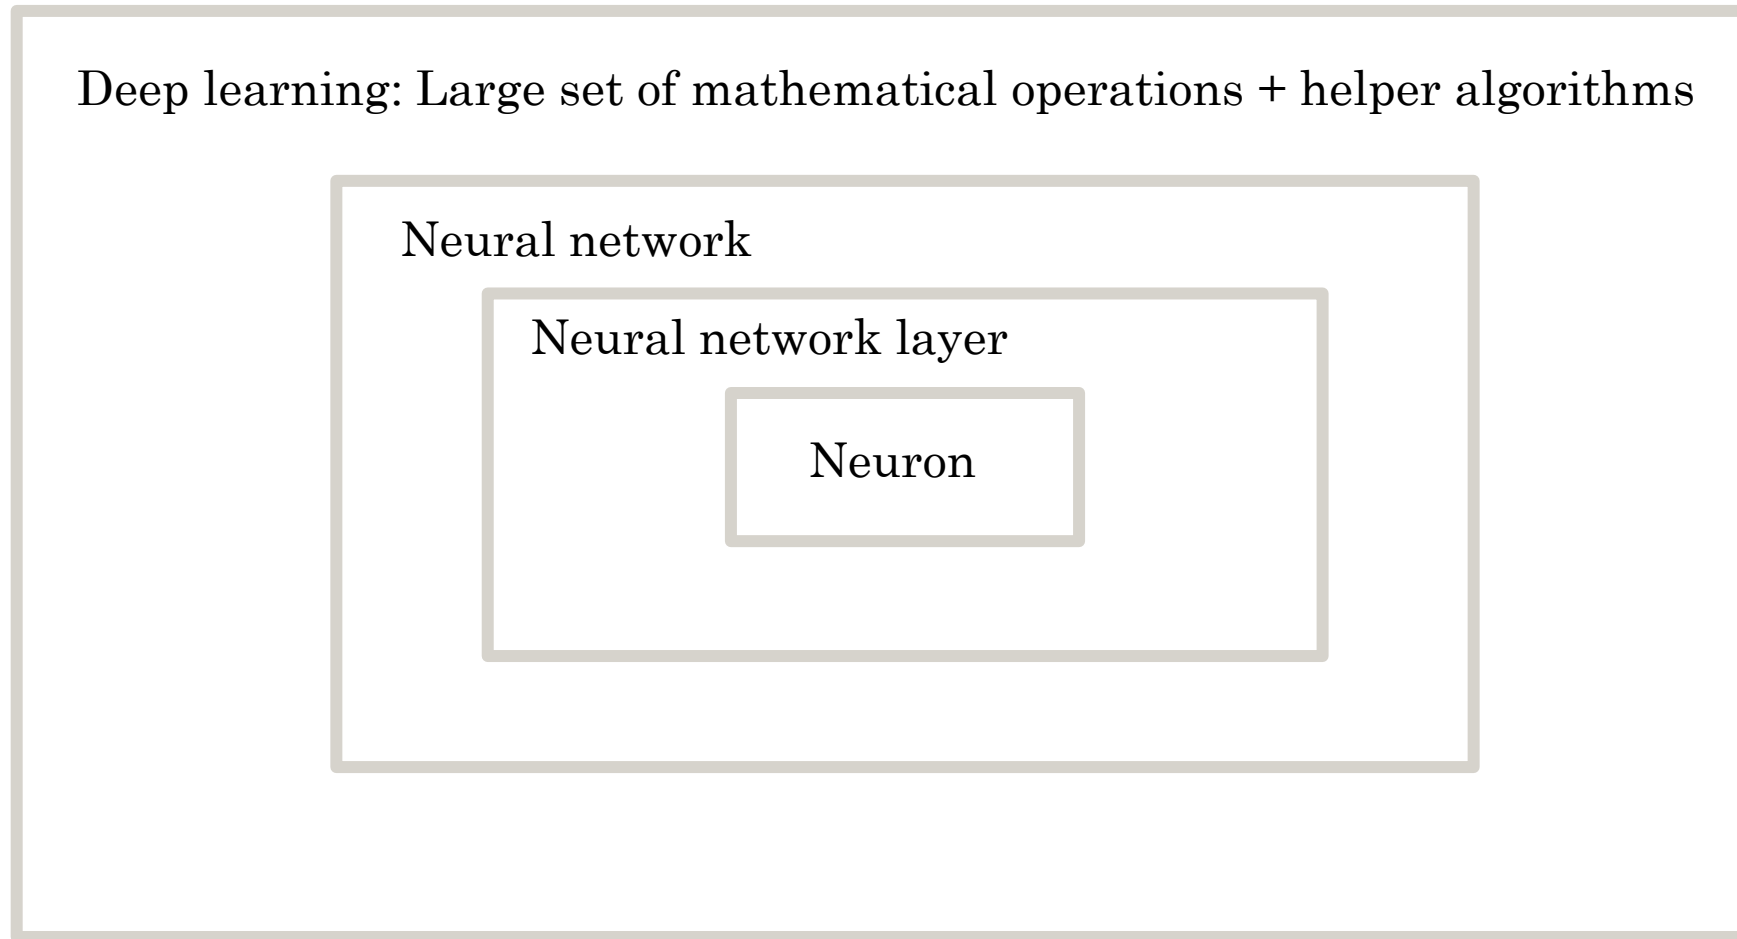 Deep learning: Large set of mathematical operations + helper algorithms
Neural network
Neural network layer
Neuron